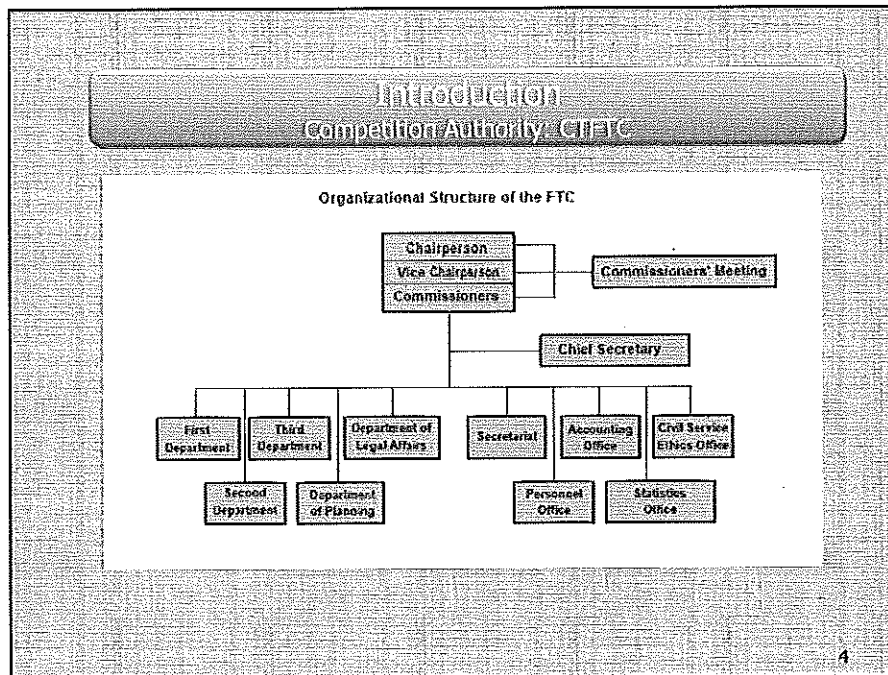 Introduction
Competition Authority: CTFTC
Organizational Structure of the FTC
Chairperson
Vice Chairperson
Commissioners
Commissioners' Meeting
Chief Secretary
First
Department
Third
Department
Department of
Legal Affairs
Secretariat
Accounting
Office
Civil Service
Ethics Office
Second
Department
Department
of Planning
Personnel
Office
Statistics
Office
4